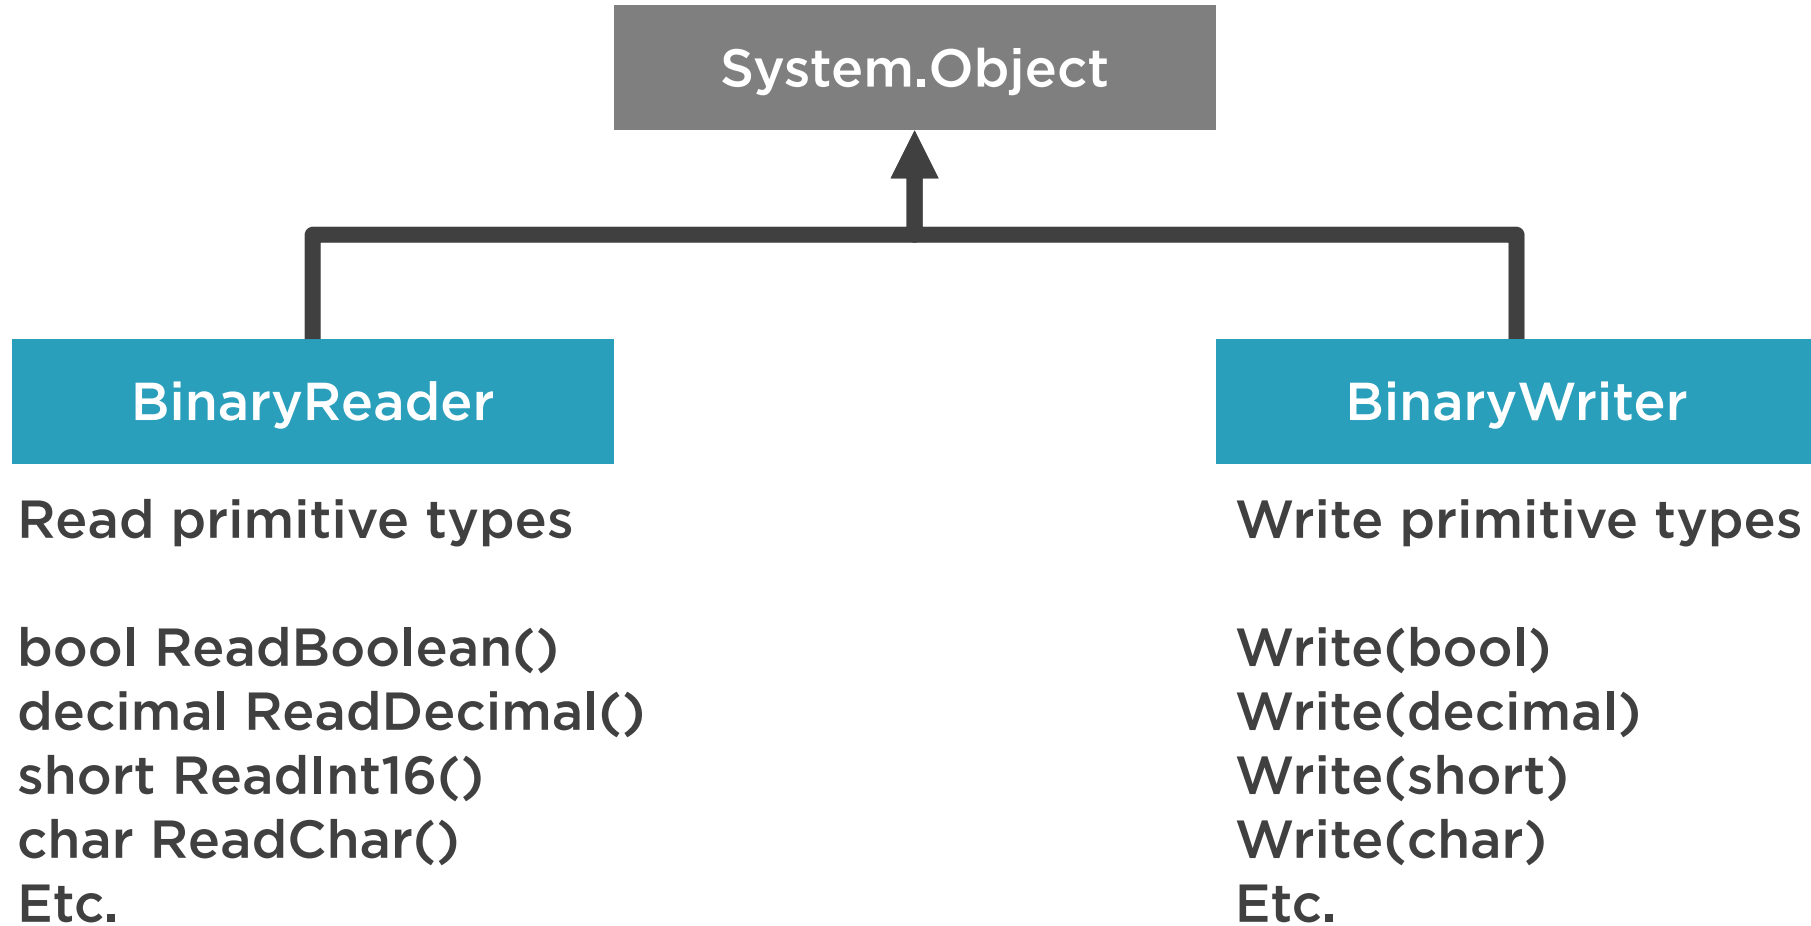 System.Object
BinaryReader
Read primitive types
bool ReadBoolean()
decimal ReadDecimal()
short ReadInt16()
char ReadChar()
Etc.
BinaryWriter
Write primitive types
Write(bool)
Write(decimal)
Write(short)
Write(char)
Etc.